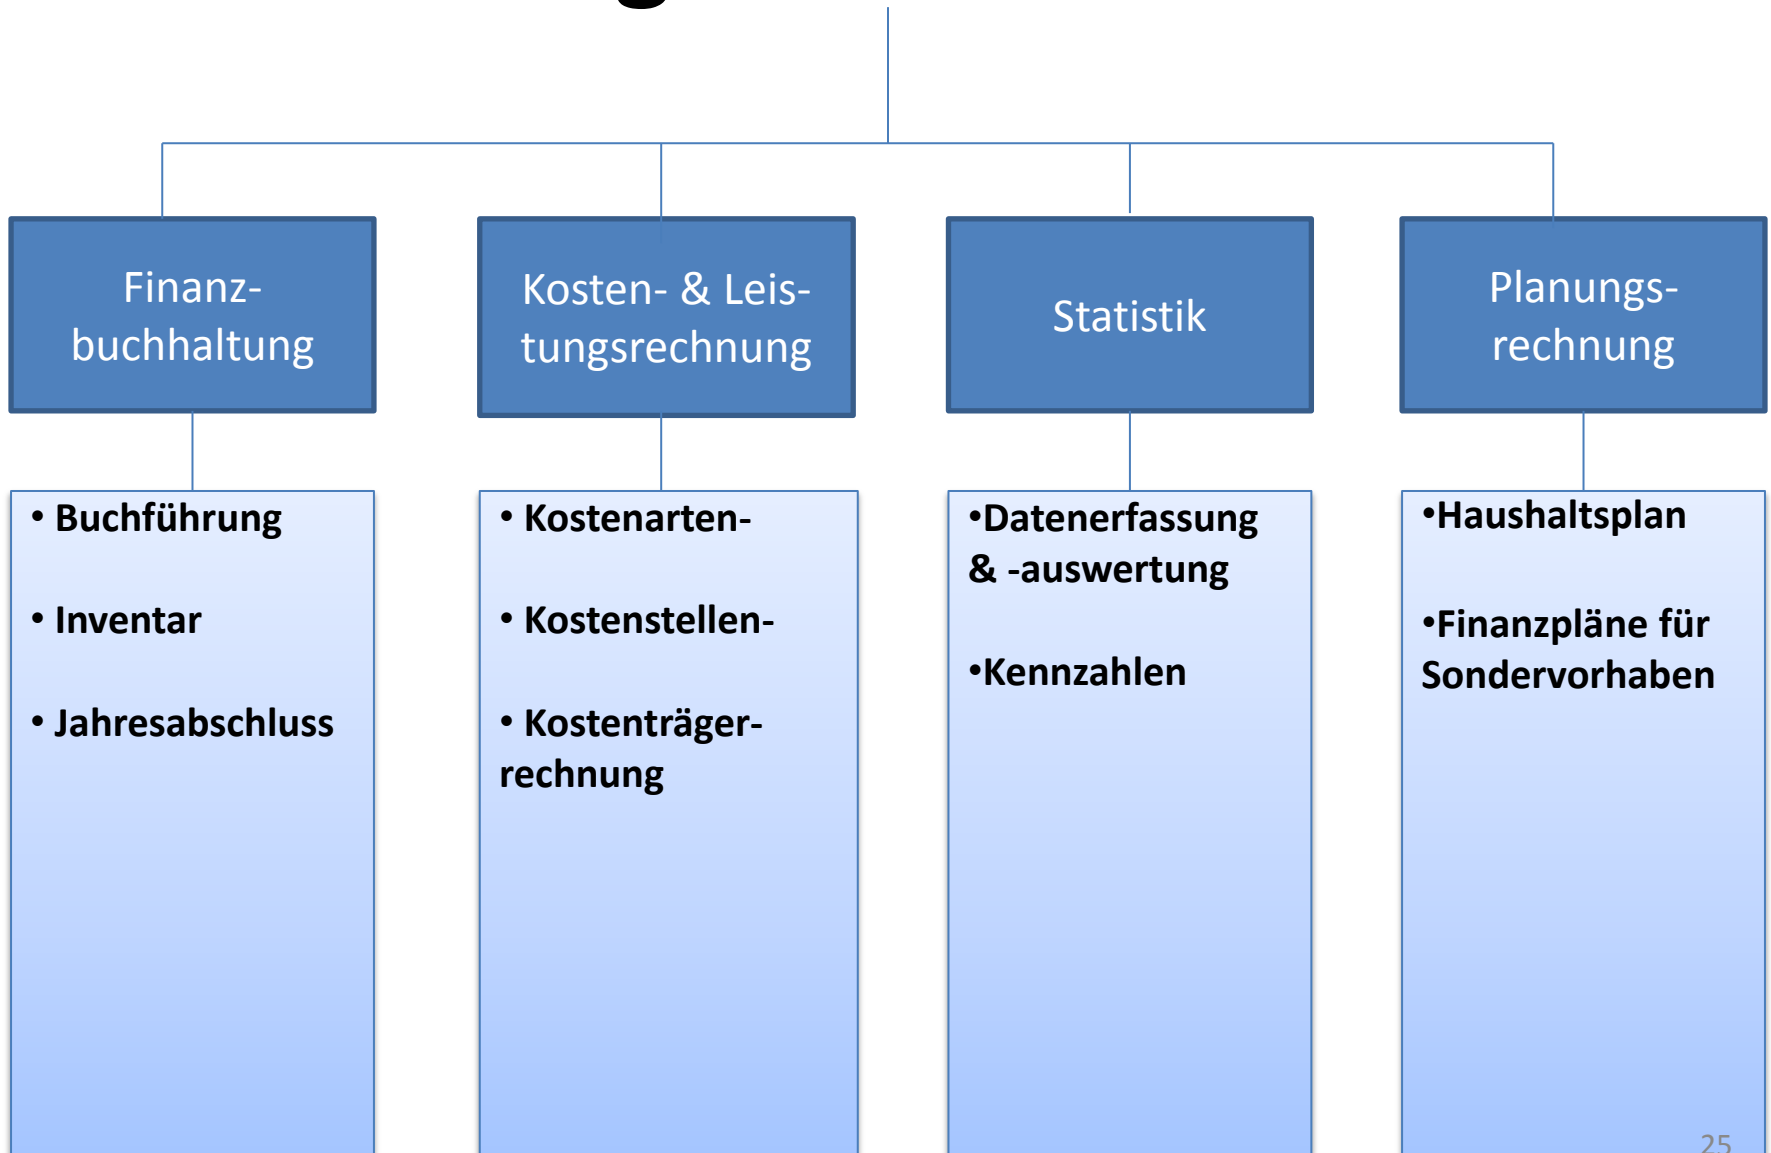 Finanz-
buchhaltung
Kosten- & Leis-
tungsrechnung
Statistik
Planungs-
rechnung
• Buchführung
• Inventar
• Jahresabschluss
• Kostenarten-
• Kostenstellen-
• Kostenträger-
rechnung
•Datenerfassung
& -auswertung
•Kennzahlen
•Haushaltsplan
•Finanzpläne für
Sondervorhaben
25